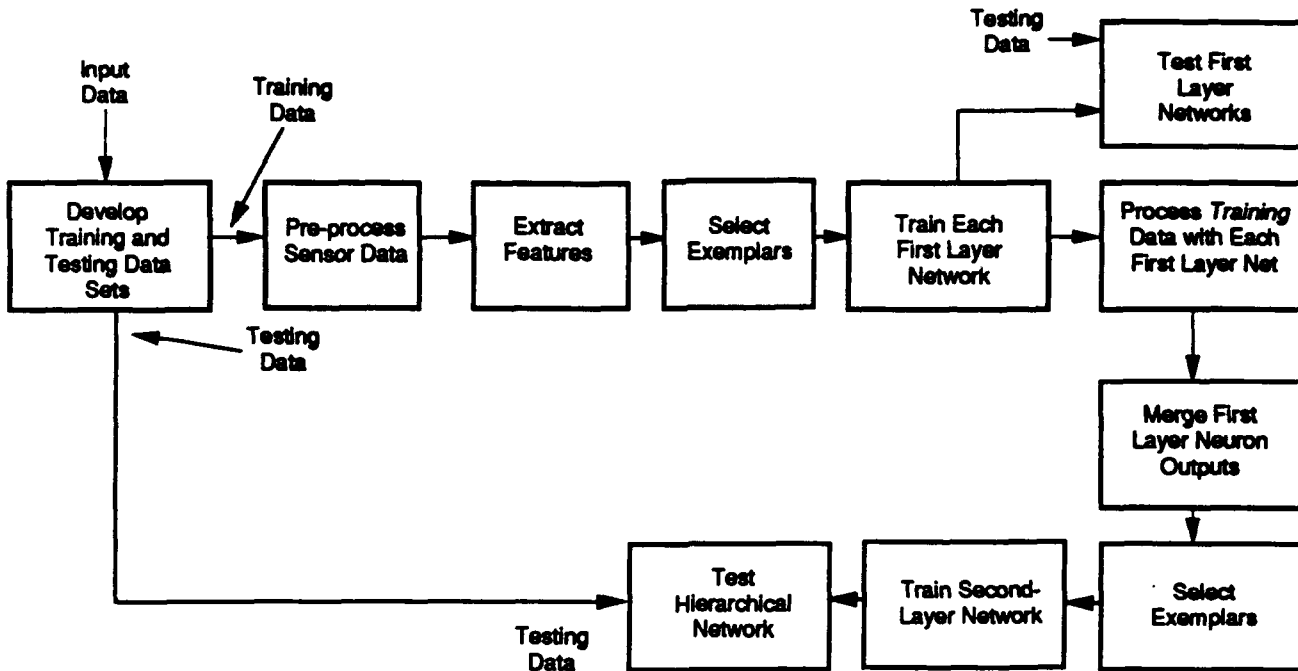 Testing
Data
Test First
Layer
Networks
Input
Data
Training
Data
Develop
Training and
Testing Data
Sets
Pre-process
Sensor Data
Extract
Features
Select
Exemplars
Train Each
First Layer
Network
Process Training
Data with Each
First Layer Net
Testing
Data
Merge First
Layer Neuron
Outputs
Test
Hierarchical
Network
Train Second-
Layer Network
Select
Exemplars
Testing
Data